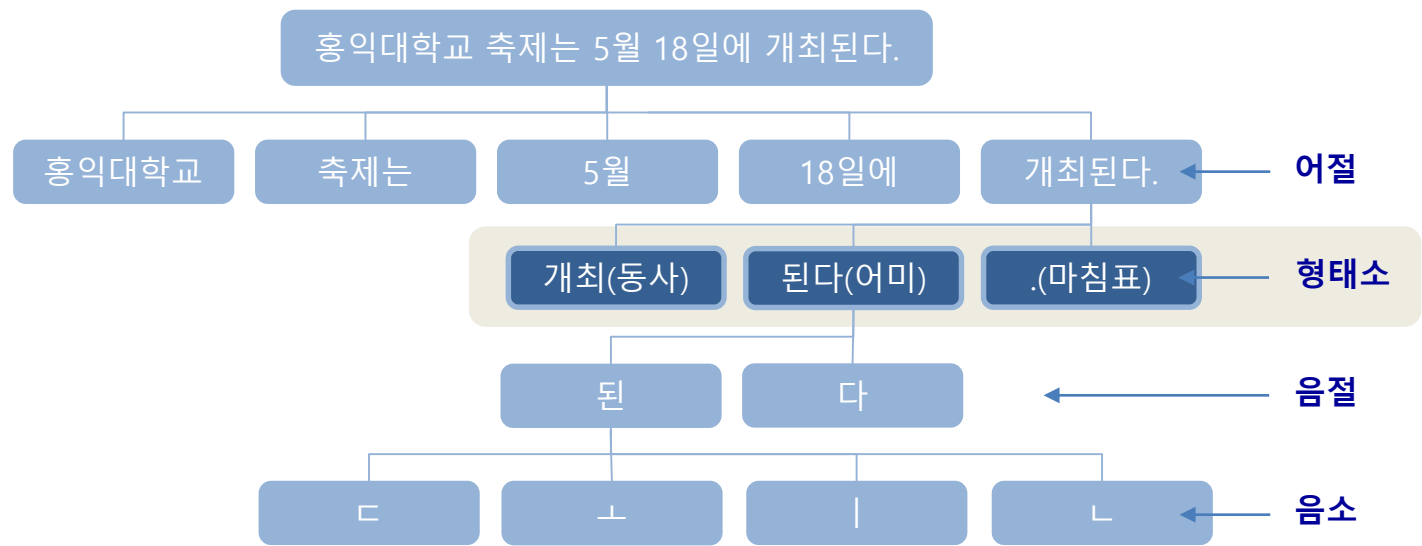 홍익대학교 축제는 5월 18일에 개최된다.
홍익대학교 축제는 5월 18일에 개최된다. 어절
개최(동사) 된다(어미) .(마침표) 형태소
된 다 음절
ㄷ ㅗ ㅣ ㄴ 음소